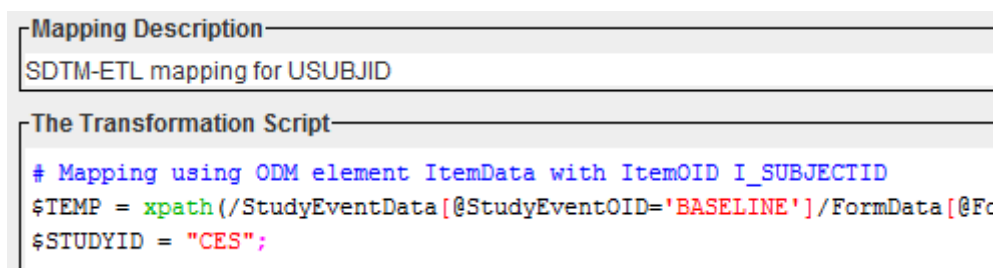 Mapping Description
SDTM-ETL mapping for USUBJID
The Transformation Script
# Mapping using ODM element ItemData with ItemOID I_SUBJECTID
$TEMP = xpath(/StudyEventData[@StudyEventOID='BASELINE']/FormData[@Fo
$STUDYID = "CES";